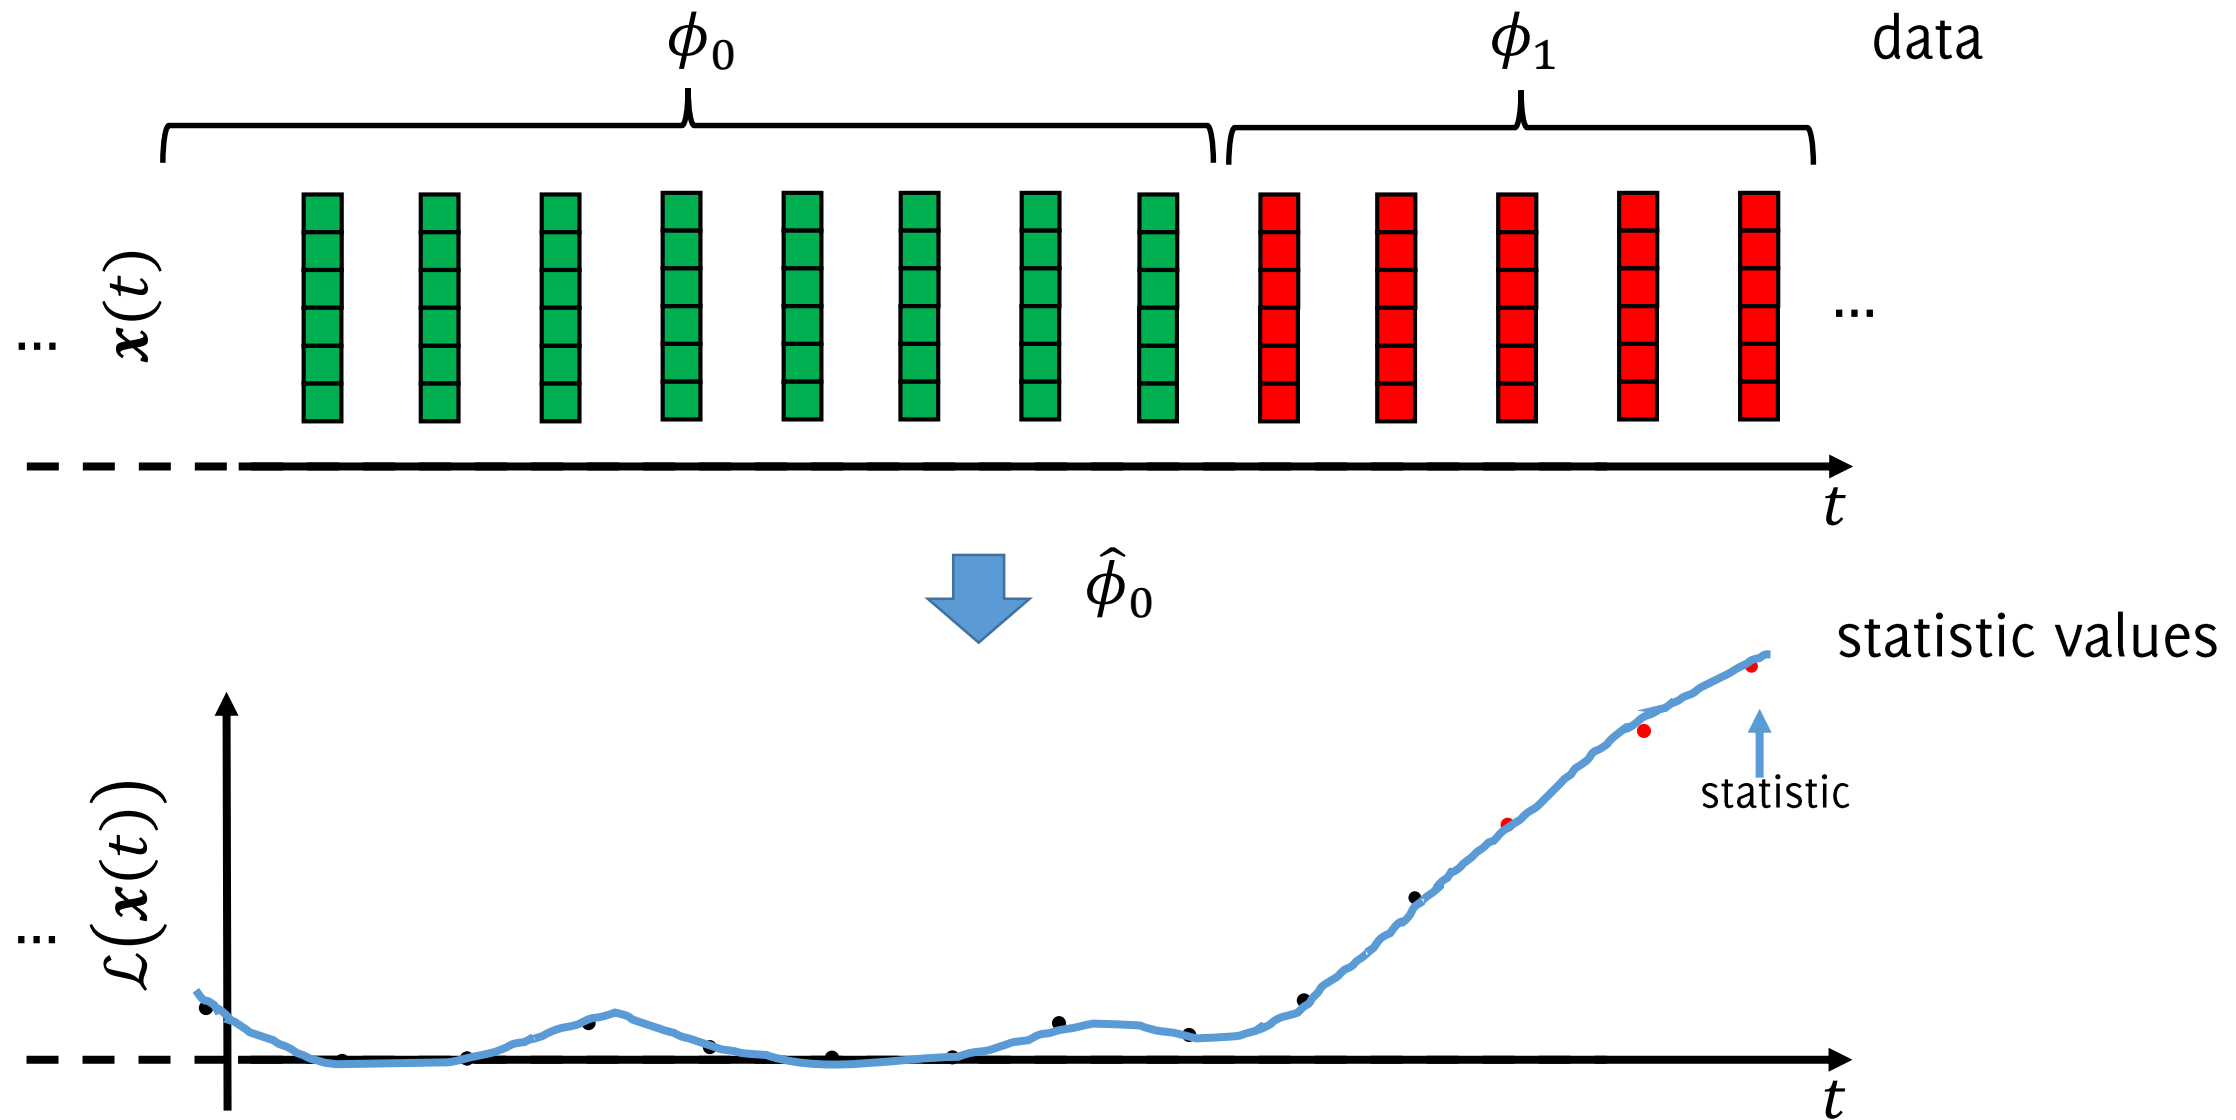 ϕ₀ ϕ₁ data
... 𝒙(t) ...
t
ϕ̂₀
statistic values
statistic
... ℒ(𝒙(t))
t